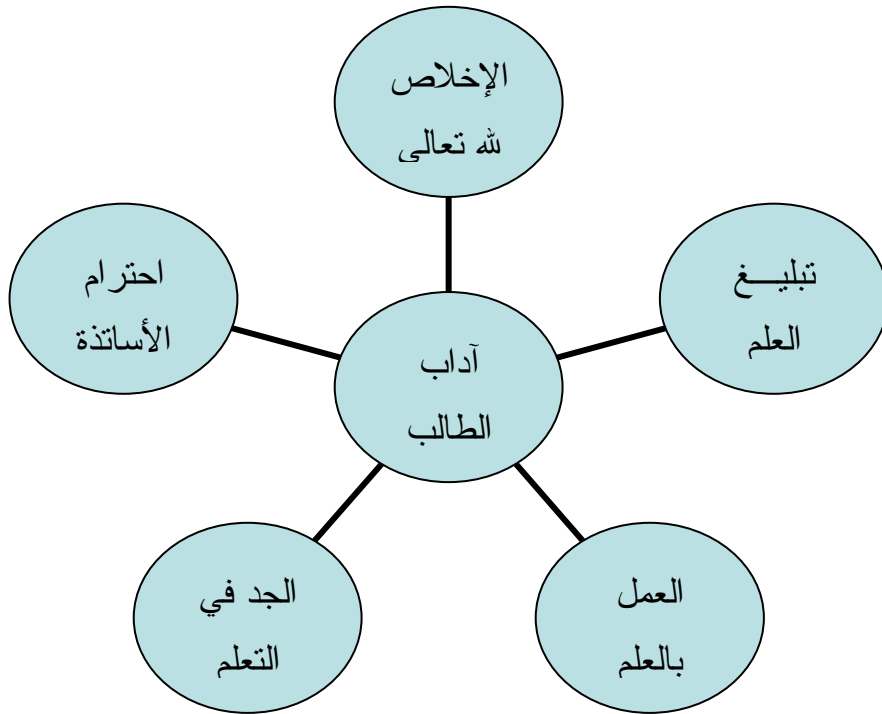 الإخلاص
لله تعالى
تبليـــغ
العلم
احترام
الأساتذة
آداب
الطالب
العمل
بالعلم
الجد في
التعلم